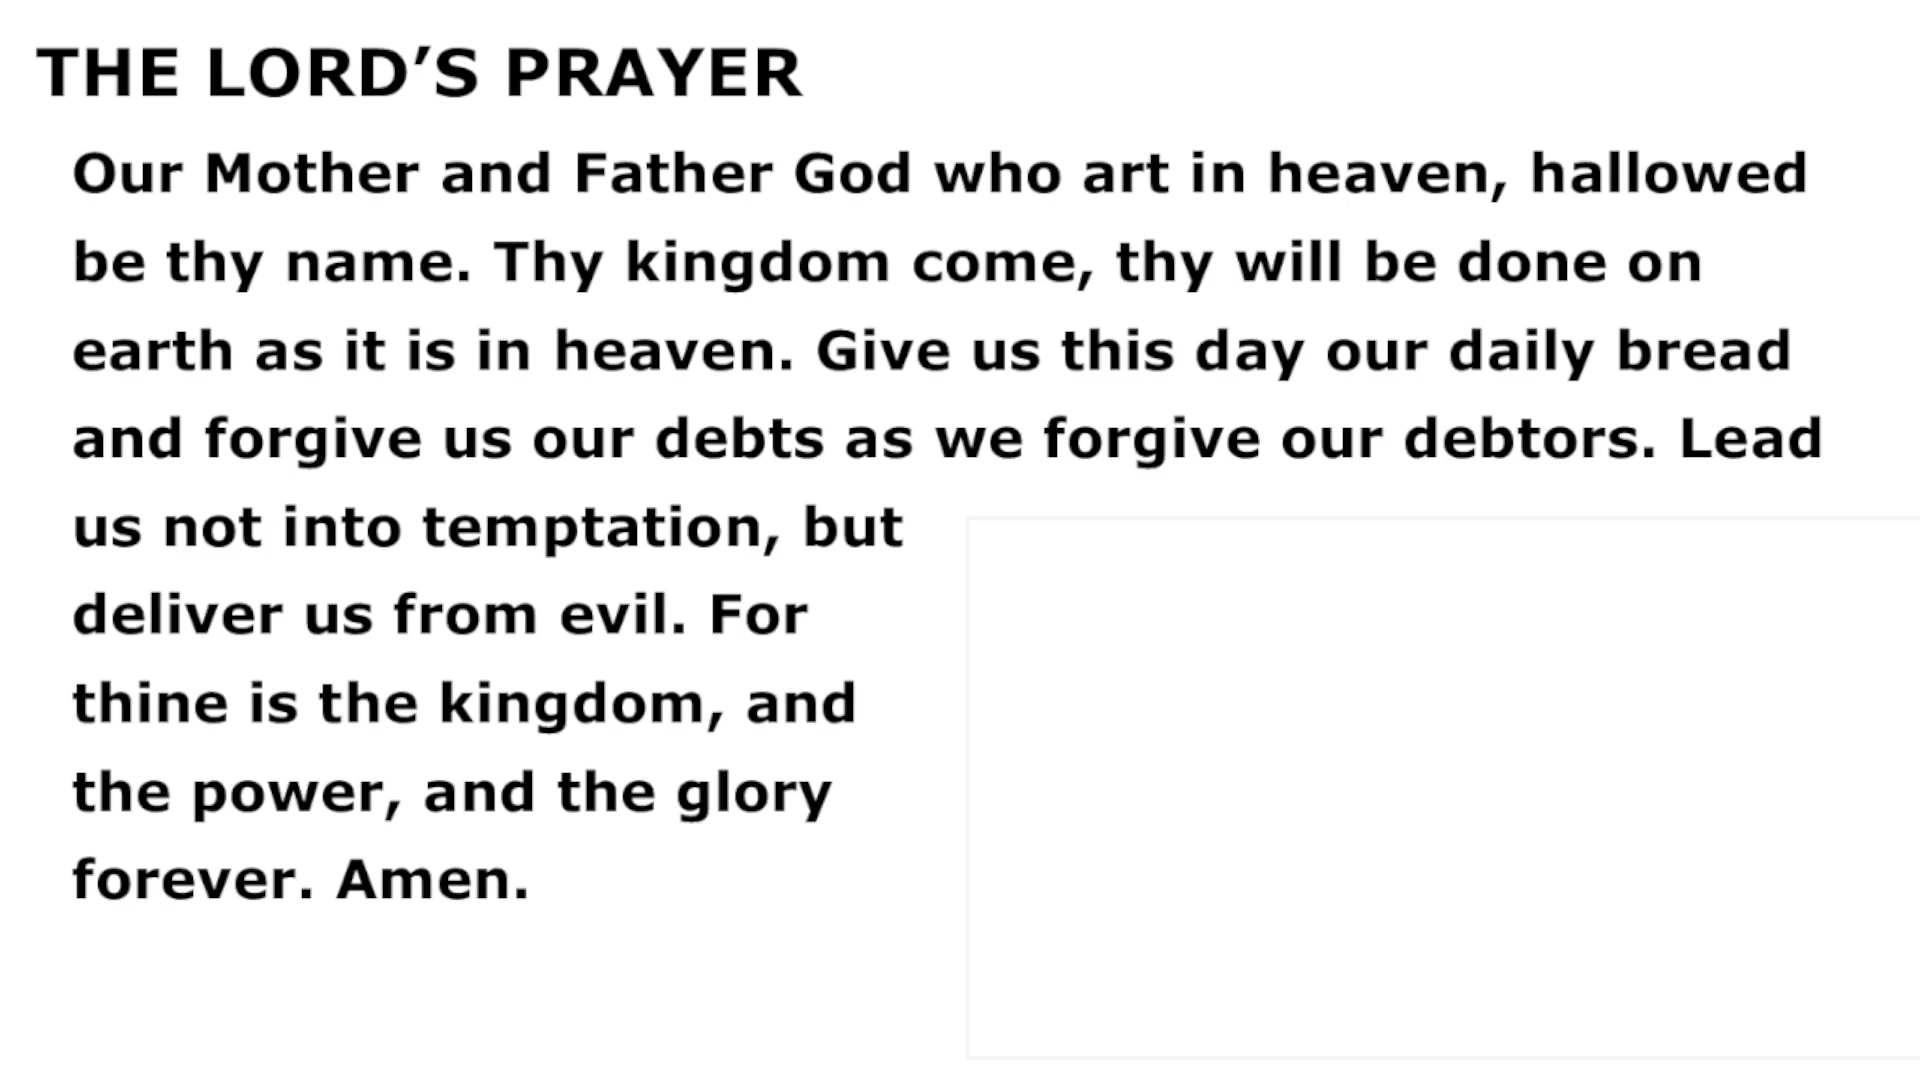 THE LORD’S PRAYER
Our Mother and Father God who art in heaven, hallowed
be thy name. Thy kingdom come, thy will be done on
earth as it is in heaven. Give us this day our daily bread
and forgive us our debts as we forgive our debtors. Lead
us not into temptation, but
deliver us from evil. For
thine is the kingdom, and
the power, and the glory
forever. Amen.